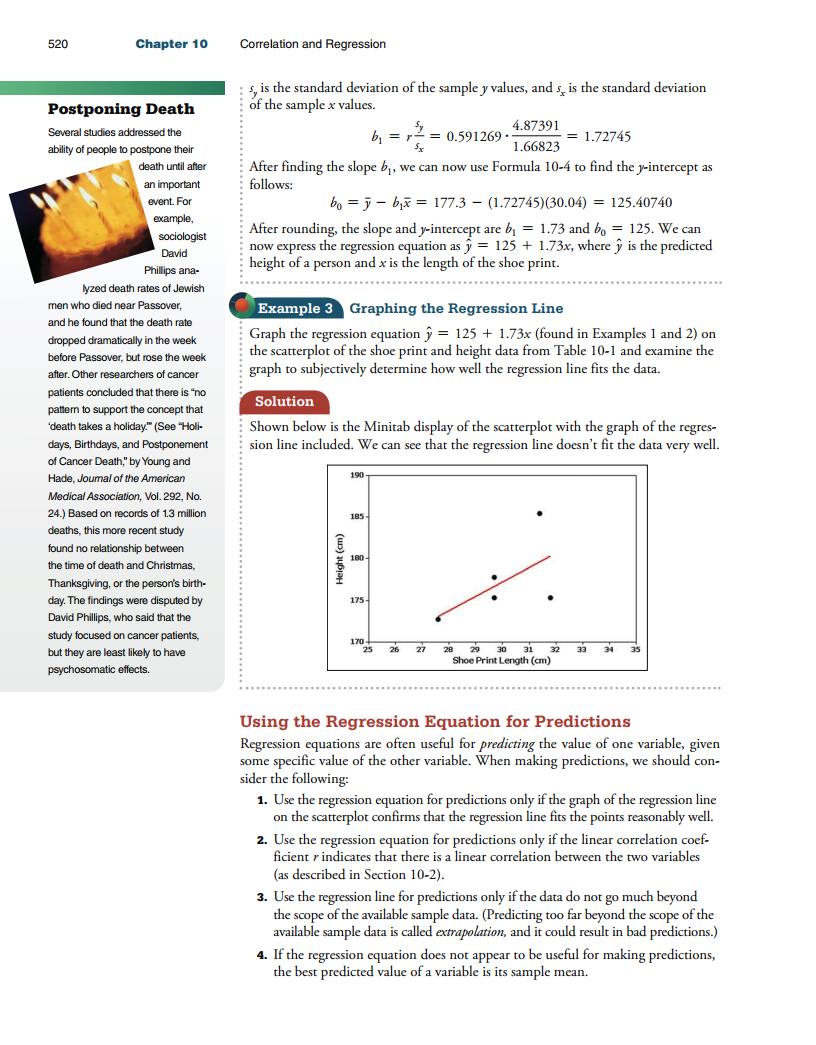 520
Chapter 10
Correlation and Regression
Postponing Death
Several studies addressed the
ability of people to postpone their
death until after
an important
event. For
example,
sociologist
David
Phillips ana-
lyzed death rates of Jewish
men who died near Passover,
and he found that the death rate
dropped dramatically in the week
before Passover, but rose the week
after. Other researchers of cancer
patients concluded that there is “no
pattern to support the concept that
‘death takes a holiday.’” (See “Holi-
days, Birthdays, and Postponement
of Cancer Death,” by Young and
Hade, Journal of the American
Medical Association, Vol. 292, No.
24.) Based on records of 1.3 million
deaths, this more recent study
found no relationship between
the time of death and Christmas,
Thanksgiving, or the person’s birth-
day. The findings were disputed by
David Phillips, who said that the
study focused on cancer patients,
but they are least likely to have
psychosomatic effects.
s_y is the standard deviation of the sample y values, and s_x is the standard deviation
of the sample x values.
b₁ = r s_y/s_x = 0.591269 · 4.87391/1.66823 = 1.72745
After finding the slope b₁, we can now use Formula 10-4 to find the y-intercept as
follows:
b₀ = ȳ − b₁x̄ = 177.3 − (1.72745)(30.04) = 125.40740
After rounding, the slope and y-intercept are b₁ = 1.73 and b₀ = 125. We can
now express the regression equation as ŷ = 125 + 1.73x, where ŷ is the predicted
height of a person and x is the length of the shoe print.
Example 3 Graphing the Regression Line
Graph the regression equation ŷ = 125 + 1.73x (found in Examples 1 and 2) on
the scatterplot of the shoe print and height data from Table 10-1 and examine the
graph to subjectively determine how well the regression line fits the data.
Solution
Shown below is the Minitab display of the scatterplot with the graph of the regres-
sion line included. We can see that the regression line doesn’t fit the data very well.
190
185
180
175
170
Height (cm)
25 26 27 28 29 30 31 32 33 34 35
Shoe Print Length (cm)
Using the Regression Equation for Predictions
Regression equations are often useful for predicting the value of one variable, given
some specific value of the other variable. When making predictions, we should con-
sider the following:
1. Use the regression equation for predictions only if the graph of the regression line
on the scatterplot confirms that the regression line fits the points reasonably well.
2. Use the regression equation for predictions only if the linear correlation coef-
ficient r indicates that there is a linear correlation between the two variables
(as described in Section 10-2).
3. Use the regression line for predictions only if the data do not go much beyond
the scope of the available sample data. (Predicting too far beyond the scope of the
available sample data is called extrapolation, and it could result in bad predictions.)
4. If the regression equation does not appear to be useful for making predictions,
the best predicted value of a variable is its sample mean.